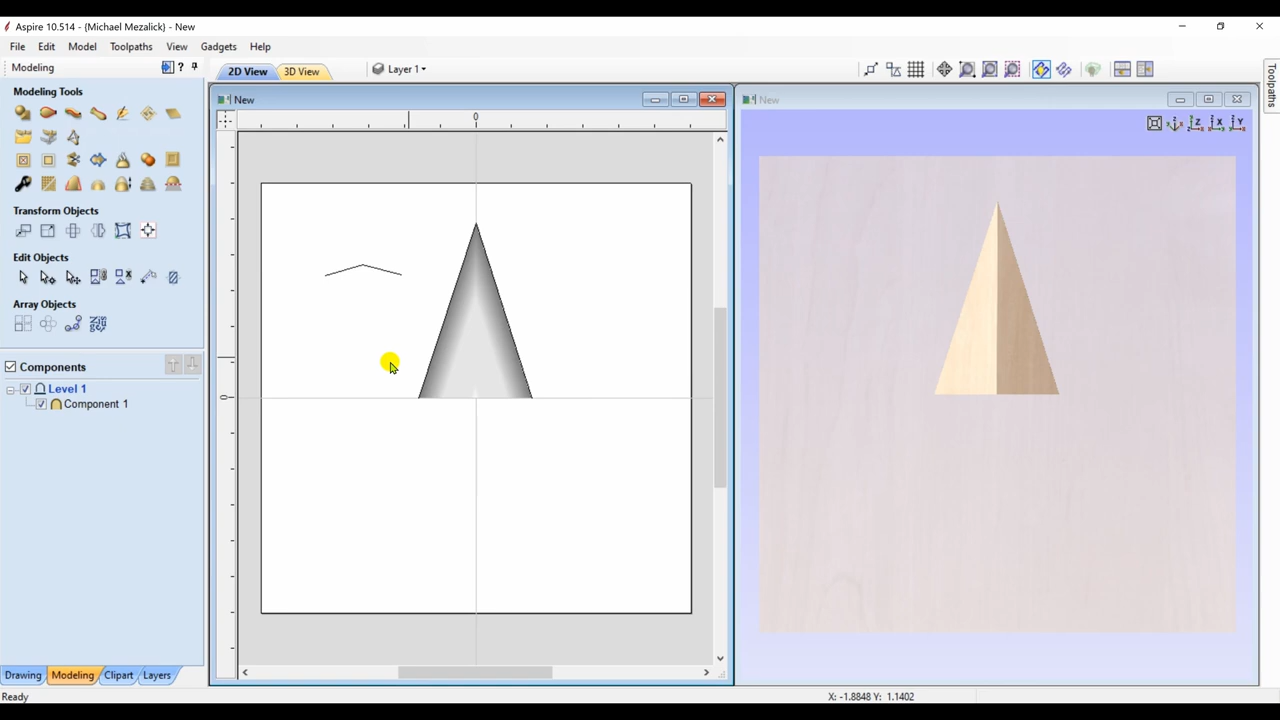 Aspire 10.514 - {Michael Mezalick} - New
File Edit Model Toolpaths View Gadgets Help
Modeling ?
2D View 3D View Layer 1
Toolpaths
Modeling Tools
New
New
0
Z X Y
Transform Objects
Edit Objects
Array Objects
Components
Level 1
Component 1
0
Drawing Modeling Clipart Layers
Ready X: -1.8848 Y: 1.1402